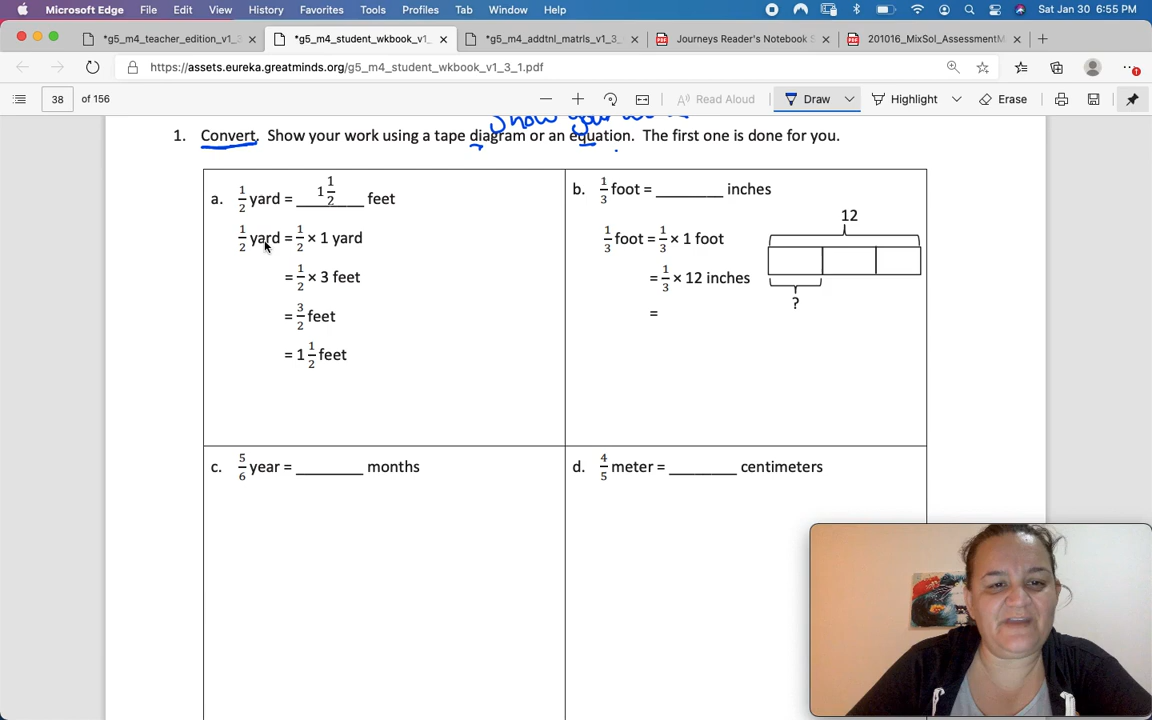 Microsoft Edge File Edit View History Favorites Tools Profiles Tab Window Help Sat Jan 30 6:55 PM
*g5_m4_teacher_edition_v1_3 *g5_m4_student_wkbook_v1_ *g5_m4_addtnl_matrls_v1_3_ Journeys Reader's Notebook 201016_MixSol_AssessmentM
https://assets.eureka.greatminds.org/g5_m4_student_wkbook_v1_3_1.pdf
38 of 156 Read Aloud Draw Highlight Erase
Show your
1. Convert. Show your work using a tape diagram or an equation. The first one is done for you.
a. 1/2 yard = 1 1/2 feet
1/2 yard = 1/2 × 1 yard
= 1/2 × 3 feet
= 3/2 feet
= 1 1/2 feet
b. 1/3 foot = ________ inches
12
1/3 foot = 1/3 × 1 foot
= 1/3 × 12 inches
?
=
c. 5/6 year = ________ months
d. 4/5 meter = ________ centimeters